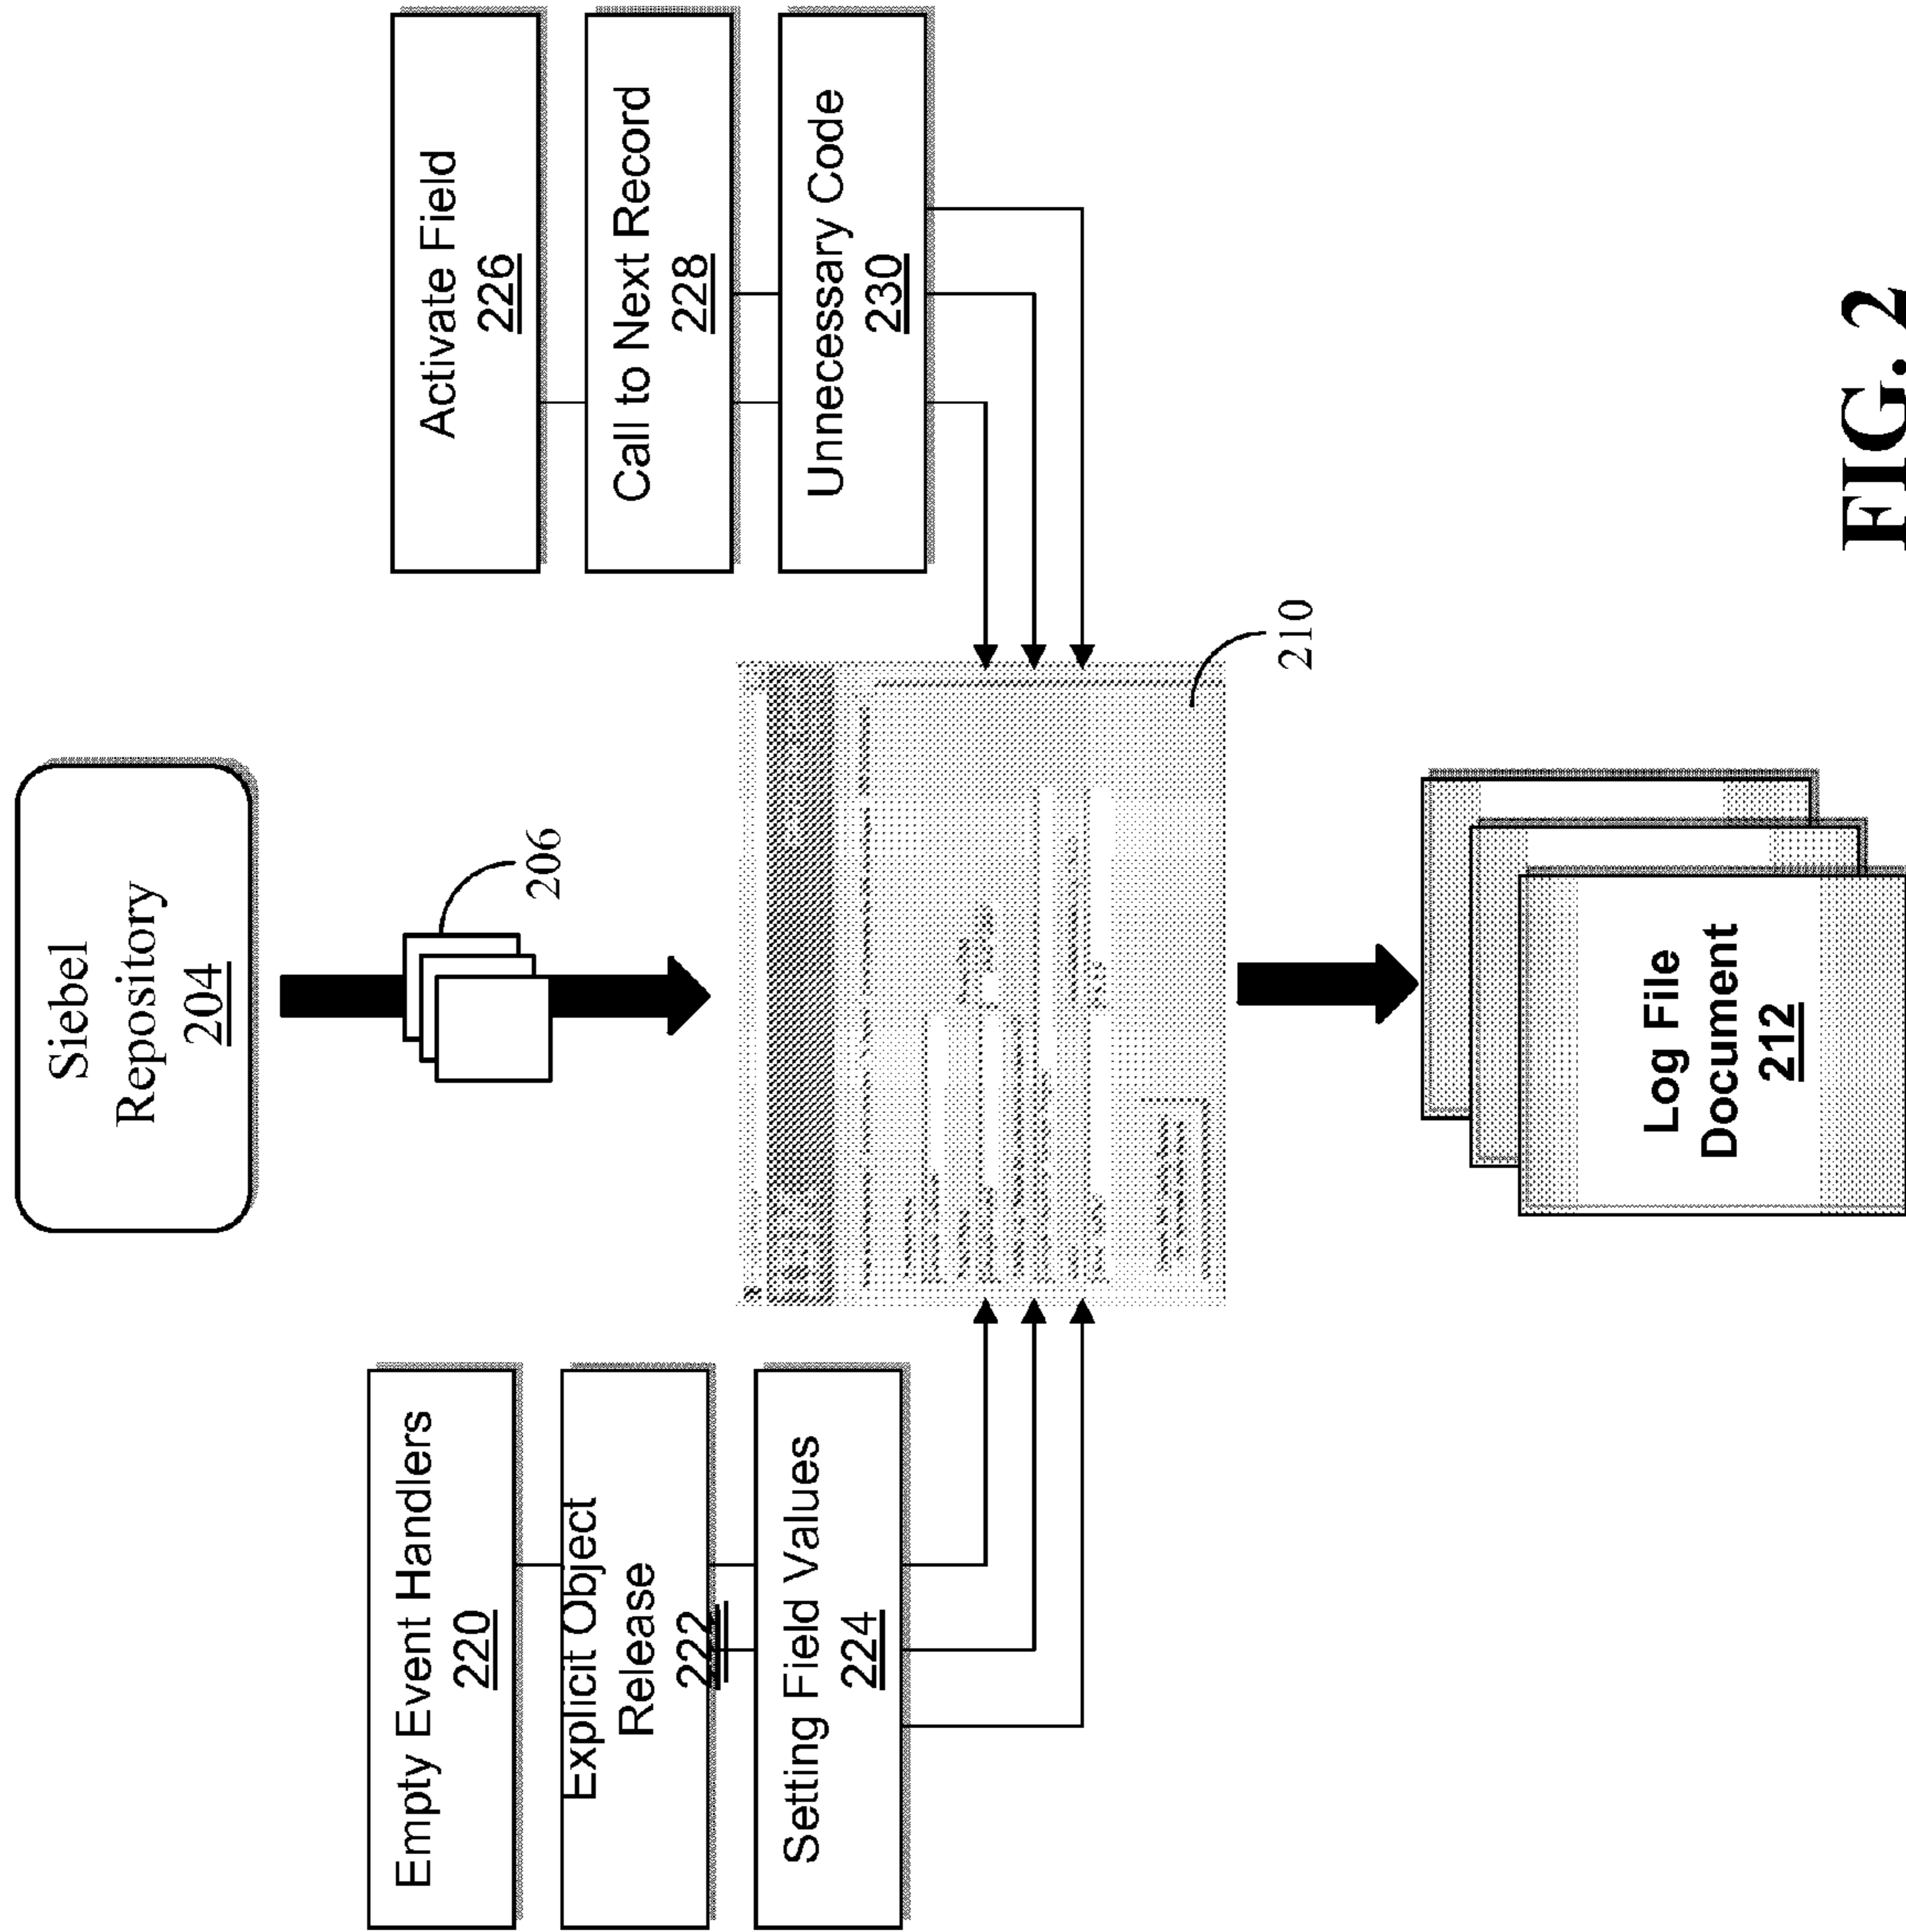 Siebel
Repository
204
206
Empty Event Handlers
220
Explicit Object
Release
222
Setting Field Values
224
Activate Field
226
Call to Next Record
228
Unnecessary Code
230
210
Log File
Document
212
FIG. 2